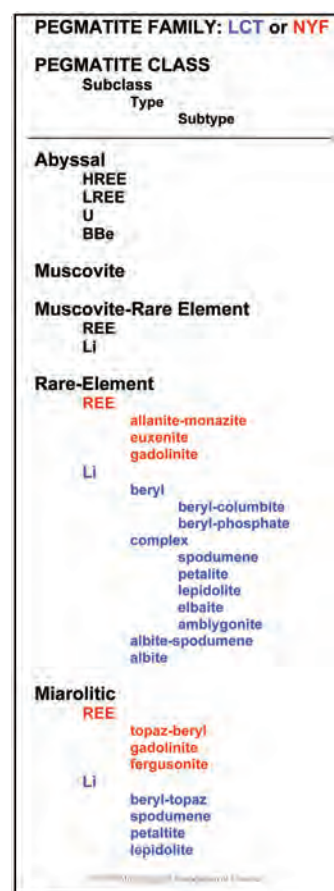 PEGMATITE FAMILY: LCT or NYF
PEGMATITE CLASS
Subclass
Type
Subtype
Abyssal
HREE
LREE
U
BBe
Muscovite
Muscovite-Rare Element
REE
Li
Rare-Element
REE
allanite-monazite
euxenite
gadolinite
Li
beryl
beryl-columbite
beryl-phosphate
complex
spodumene
petalite
lepidolite
elbaite
amblygonite
albite-spodumene
albite
Miarolitic
REE
topaz-beryl
gadolinite
fergusonite
Li
beryl-topaz
spodumene
petaltite
lepidolite